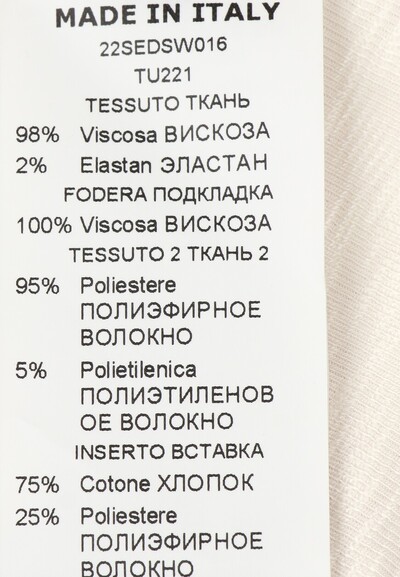 MADE IN ITALY
22SEDSW016
TU221
TESSUTO ТКАНЬ
98% Viscosa ВИСКОЗА
2% Elastan ЭЛАСТАН
FODERA ПОДКЛАДКА
100% Viscosa ВИСКОЗА
TESSUTO 2 ТКАНЬ 2
95% Poliestere
ПОЛИЭФИРНОЕ
ВОЛОКНО
5% Polietilenica
ПОЛИЭТИЛЕНОВ
ОЕ ВОЛОКНО
INSERTO ВСТАВКА
75% Cotone ХЛОПОК
25% Poliestere
ПОЛИЭФИРНОЕ
ВОЛОКНО